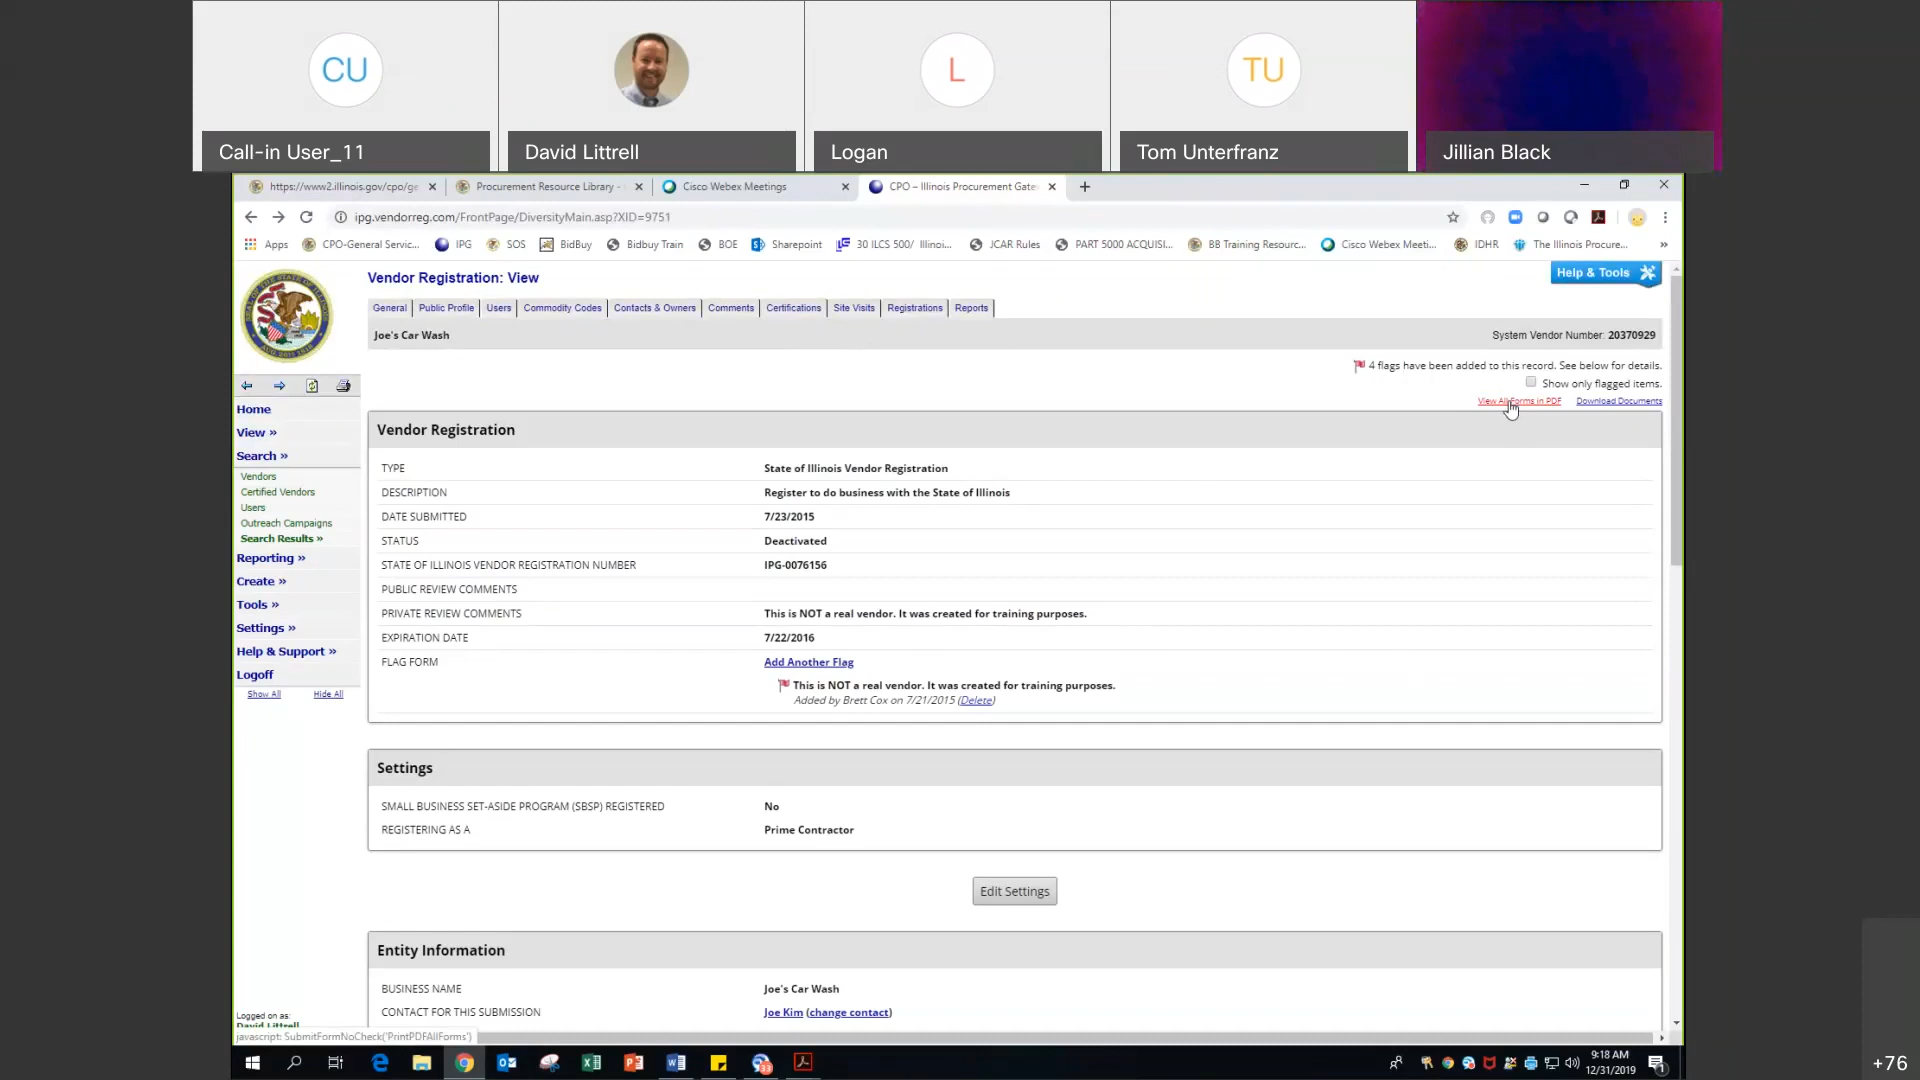 CU
L
TU
Call-in User_11
David Littrell
Logan
Tom Unterfranz
Jillian Black
https://www2.illinois.gov/cpo/ge
Procurement Resource Library -
Cisco Webex Meetings
CPO – Illinois Procurement Gate
ipg.vendorreg.com/FrontPage/DiversityMain.asp?XID=9751
Apps
CPO-General Servic...
IPG
SOS
BidBuy
Bidbuy Train
BOE
Sharepoint
30 ILCS 500/ Illinoi...
JCAR Rules
PART 5000 ACQUISI...
BB Training Resourc...
Cisco Webex Meeti...
IDHR
The Illinois Procure...
Vendor Registration: View
Help & Tools
General
Public Profile
Users
Commodity Codes
Contacts & Owners
Comments
Certifications
Site Visits
Registrations
Reports
Joe's Car Wash
System Vendor Number: 20370929
4 flags have been added to this record. See below for details.
Show only flagged items.
View All Forms in PDF
Download Documents
Home
View »
Search »
Vendors
Certified Vendors
Users
Outreach Campaigns
Search Results »
Reporting »
Create »
Tools »
Settings »
Help & Support »
Logoff
Show All
Hide All
Vendor Registration
TYPE State of Illinois Vendor Registration
DESCRIPTION Register to do business with the State of Illinois
DATE SUBMITTED 7/23/2015
STATUS Deactivated
STATE OF ILLINOIS VENDOR REGISTRATION NUMBER IPG-0076156
PUBLIC REVIEW COMMENTS
PRIVATE REVIEW COMMENTS This is NOT a real vendor. It was created for training purposes.
EXPIRATION DATE 7/22/2016
FLAG FORM Add Another Flag
This is NOT a real vendor. It was created for training purposes.
Added by Brett Cox on 7/21/2015 (Delete)
Settings
SMALL BUSINESS SET-ASIDE PROGRAM (SBSP) REGISTERED No
REGISTERING AS A Prime Contractor
Edit Settings
Entity Information
BUSINESS NAME Joe's Car Wash
CONTACT FOR THIS SUBMISSION Joe Kim (change contact)
Logged on as:
David Littrell
javascript: SubmitFormNoCheck('PrintPDFAllForms')
9:18 AM
12/31/2019
+76